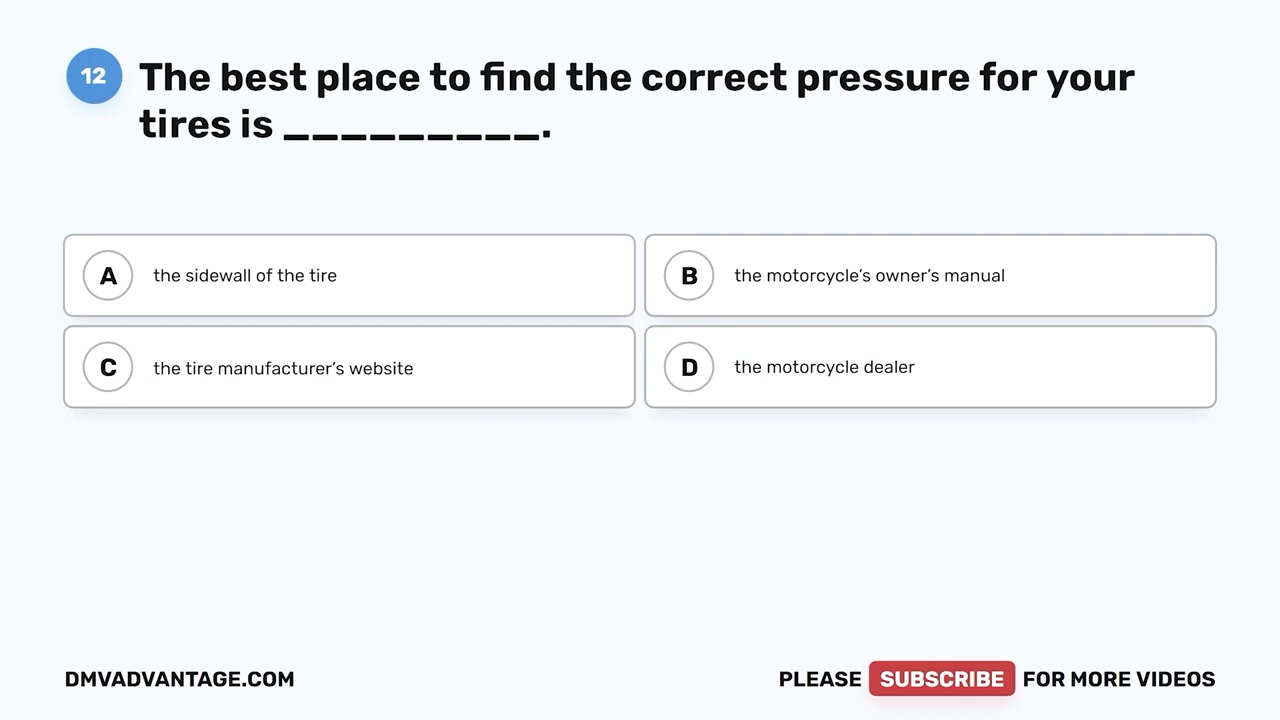 12
The best place to find the correct pressure for your
tires is _________.
A the sidewall of the tire
B the motorcycle’s owner’s manual
C the tire manufacturer’s website
D the motorcycle dealer
DMVADVANTAGE.COM
PLEASE SUBSCRIBE FOR MORE VIDEOS